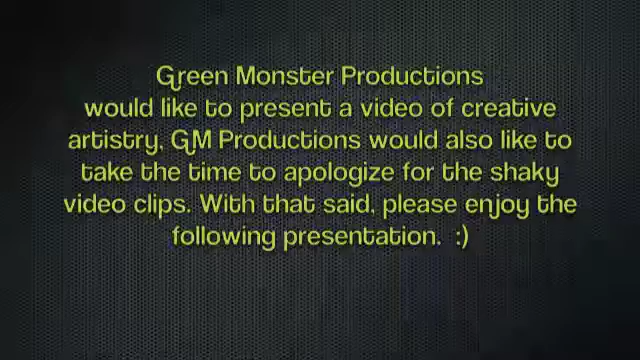 Green Monster Productions
would like to present a video of creative
artistry, GM Productions would also like to
take the time to apologize for the shaky
video clips. With that said, please enjoy the
following presentation.  :)